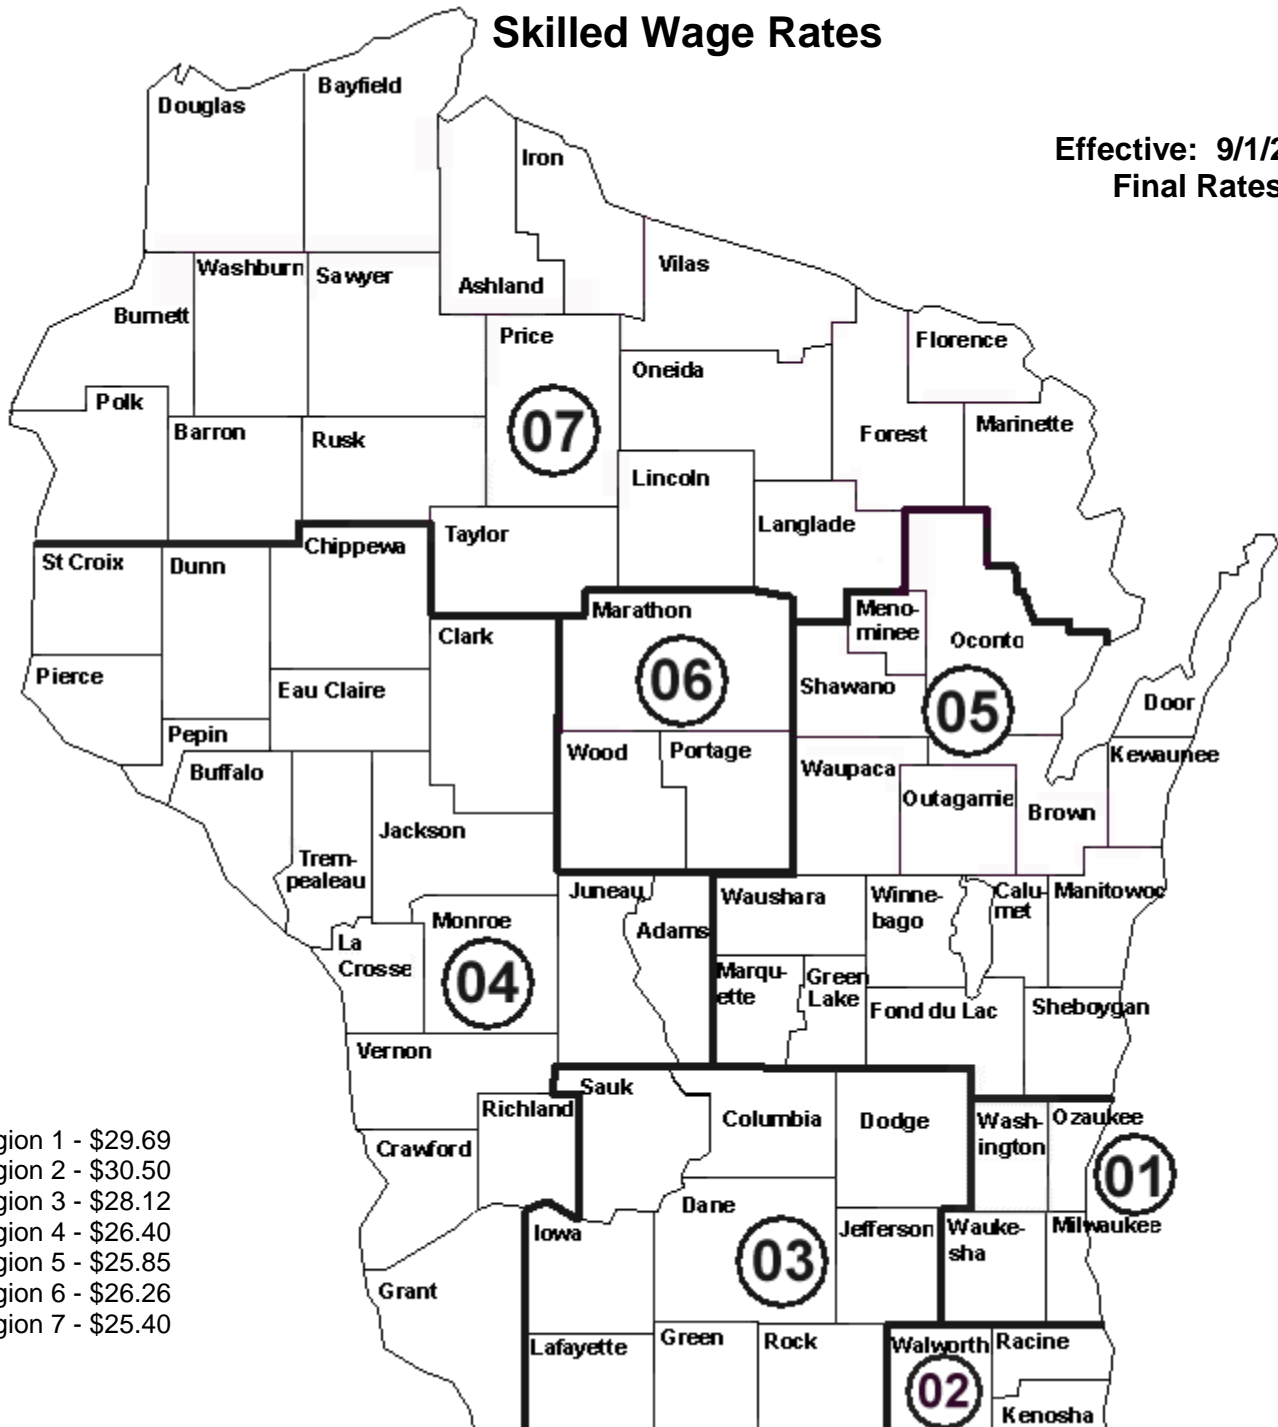 Skilled Wage Rates
Effective: 9/1/2
Final Rates
Douglas
Bayfield
Iron
Ashland
Vilas
Washburn
Sawyer
Burnett
Price
Florence
Oneida
Polk
07
Barron
Rusk
Forest
Marinette
Lincoln
Langlade
Taylor
Chippewa
St Croix
Dunn
Marathon
Meno-
minee
Clark
Oconto
Pierce
Eau Claire
06
Shawano
05
Door
Pepin
Wood
Portage
Kewaunee
Buffalo
Waupaca
Outagamie
Brown
Jackson
Trem-
pealeau
Juneau
Waushara
Winne-
bago
Calu-
met
Manitowoc
Monroe
Adams
La
Crosse
04
Marqu-
ette
Green
Lake
Fond du Lac
Sheboygan
Vernon
Sauk
Richland
Columbia
Dodge
Wash-
ington
Ozaukee
Crawford
01
Dane
Iowa
Jefferson
Wauke-
sha
Milwaukee
03
Grant
Lafayette
Green
Rock
Walworth
Racine
02
Kenosha
gion 1 - $29.69
gion 2 - $30.50
gion 3 - $28.12
gion 4 - $26.40
gion 5 - $25.85
gion 6 - $26.26
gion 7 - $25.40